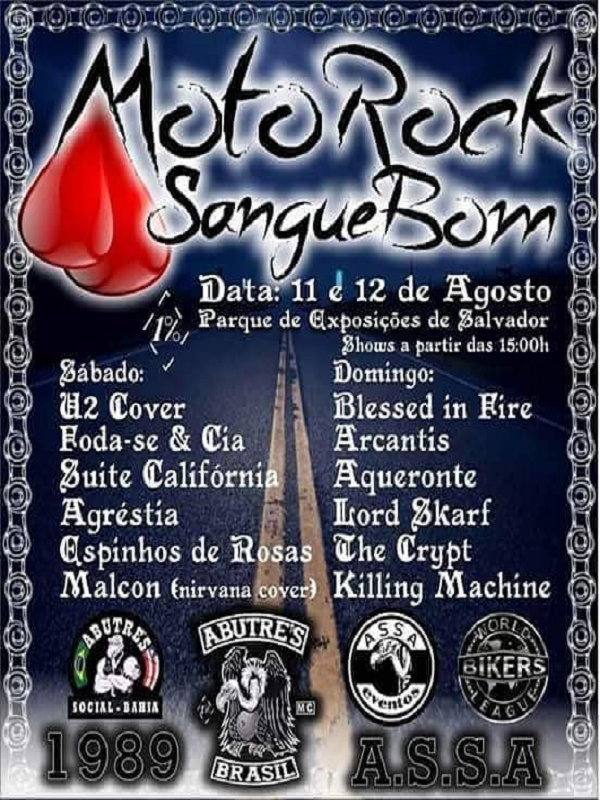 MotoRock
SangueBom
Data: 11 e 12 de Agosto
1%
Parque de Exposições de Salvador
Shows a partir das 15:00h
Sábado:
U2 Cover
Foda-se & Cia
Suite Califórnia
Agréstia
Espinhos de Rosas
Malcon (nirvana cover)
Domingo:
Blessed in Fire
Arcantis
Aqueronte
Lord Skarf
The Crypt
Killing Machine
ABUTRE'S
SOCIAL - BAHIA
1989
ABUTRE'S
MC
BRASIL
ASSA
eventos
WORLD
BIKERS
LEAGUE
A.S.S.A